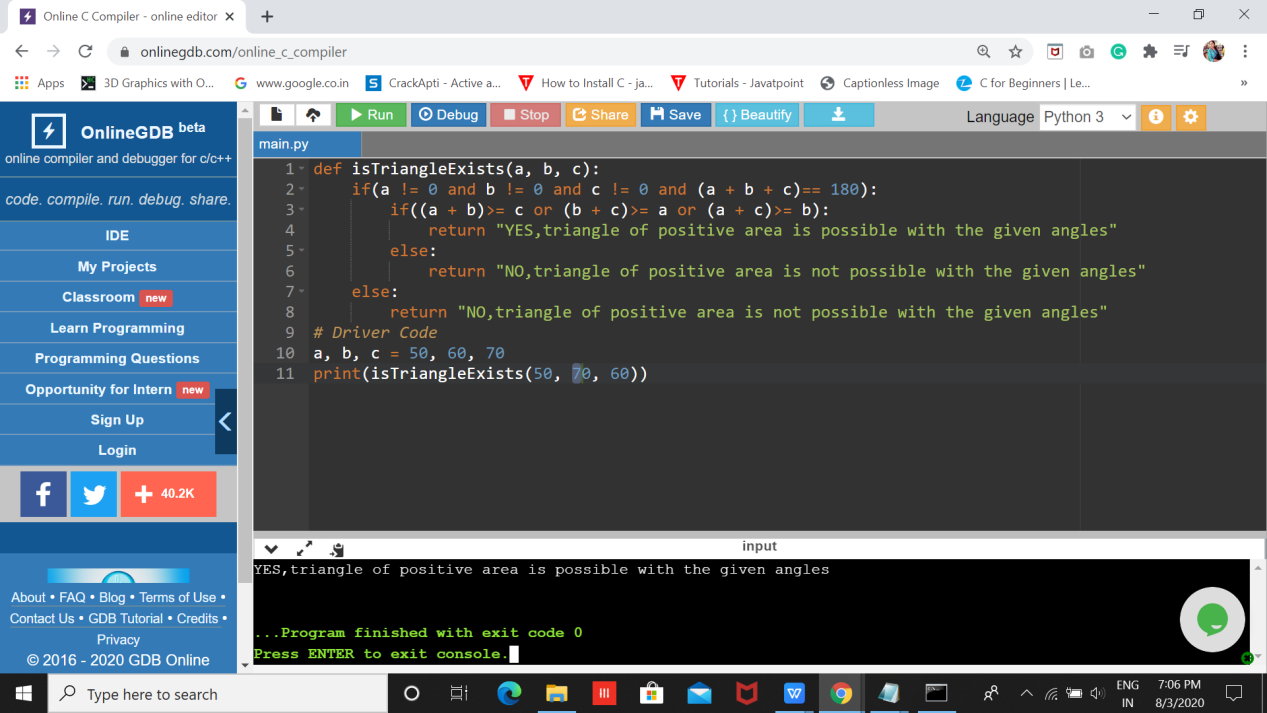 Online C Compiler - online editor
onlinegdb.com/online_c_compiler
Apps 3D Graphics with O... www.google.co.in CrackApti - Active a... How to Install C - ja... Tutorials - Javatpoint Captionless Image C for Beginners | Le... »
OnlineGDB beta
online compiler and debugger for c/c++
code. compile. run. debug. share.
IDE
My Projects
Classroom new
Learn Programming
Programming Questions
Opportunity for Intern new
Sign Up
Login
+ 40.2K
About • FAQ • Blog • Terms of Use •
Contact Us • GDB Tutorial • Credits •
Privacy
© 2016 - 2020 GDB Online
Run Debug Stop Share Save { } Beautify Language Python 3
main.py
1 def isTriangleExists(a, b, c):
2 if(a != 0 and b != 0 and c != 0 and (a + b + c)== 180):
3 if((a + b)>= c or (b + c)>= a or (a + c)>= b):
4 return "YES,triangle of positive area is possible with the given angles"
5 else:
6 return "NO,triangle of positive area is not possible with the given angles"
7 else:
8 return "NO,triangle of positive area is not possible with the given angles"
9 # Driver Code
10 a, b, c = 50, 60, 70
11 print(isTriangleExists(50, 70, 60))
input
YES,triangle of positive area is possible with the given angles
...Program finished with exit code 0
Press ENTER to exit console.
Type here to search
ENG
IN
7:06 PM
8/3/2020